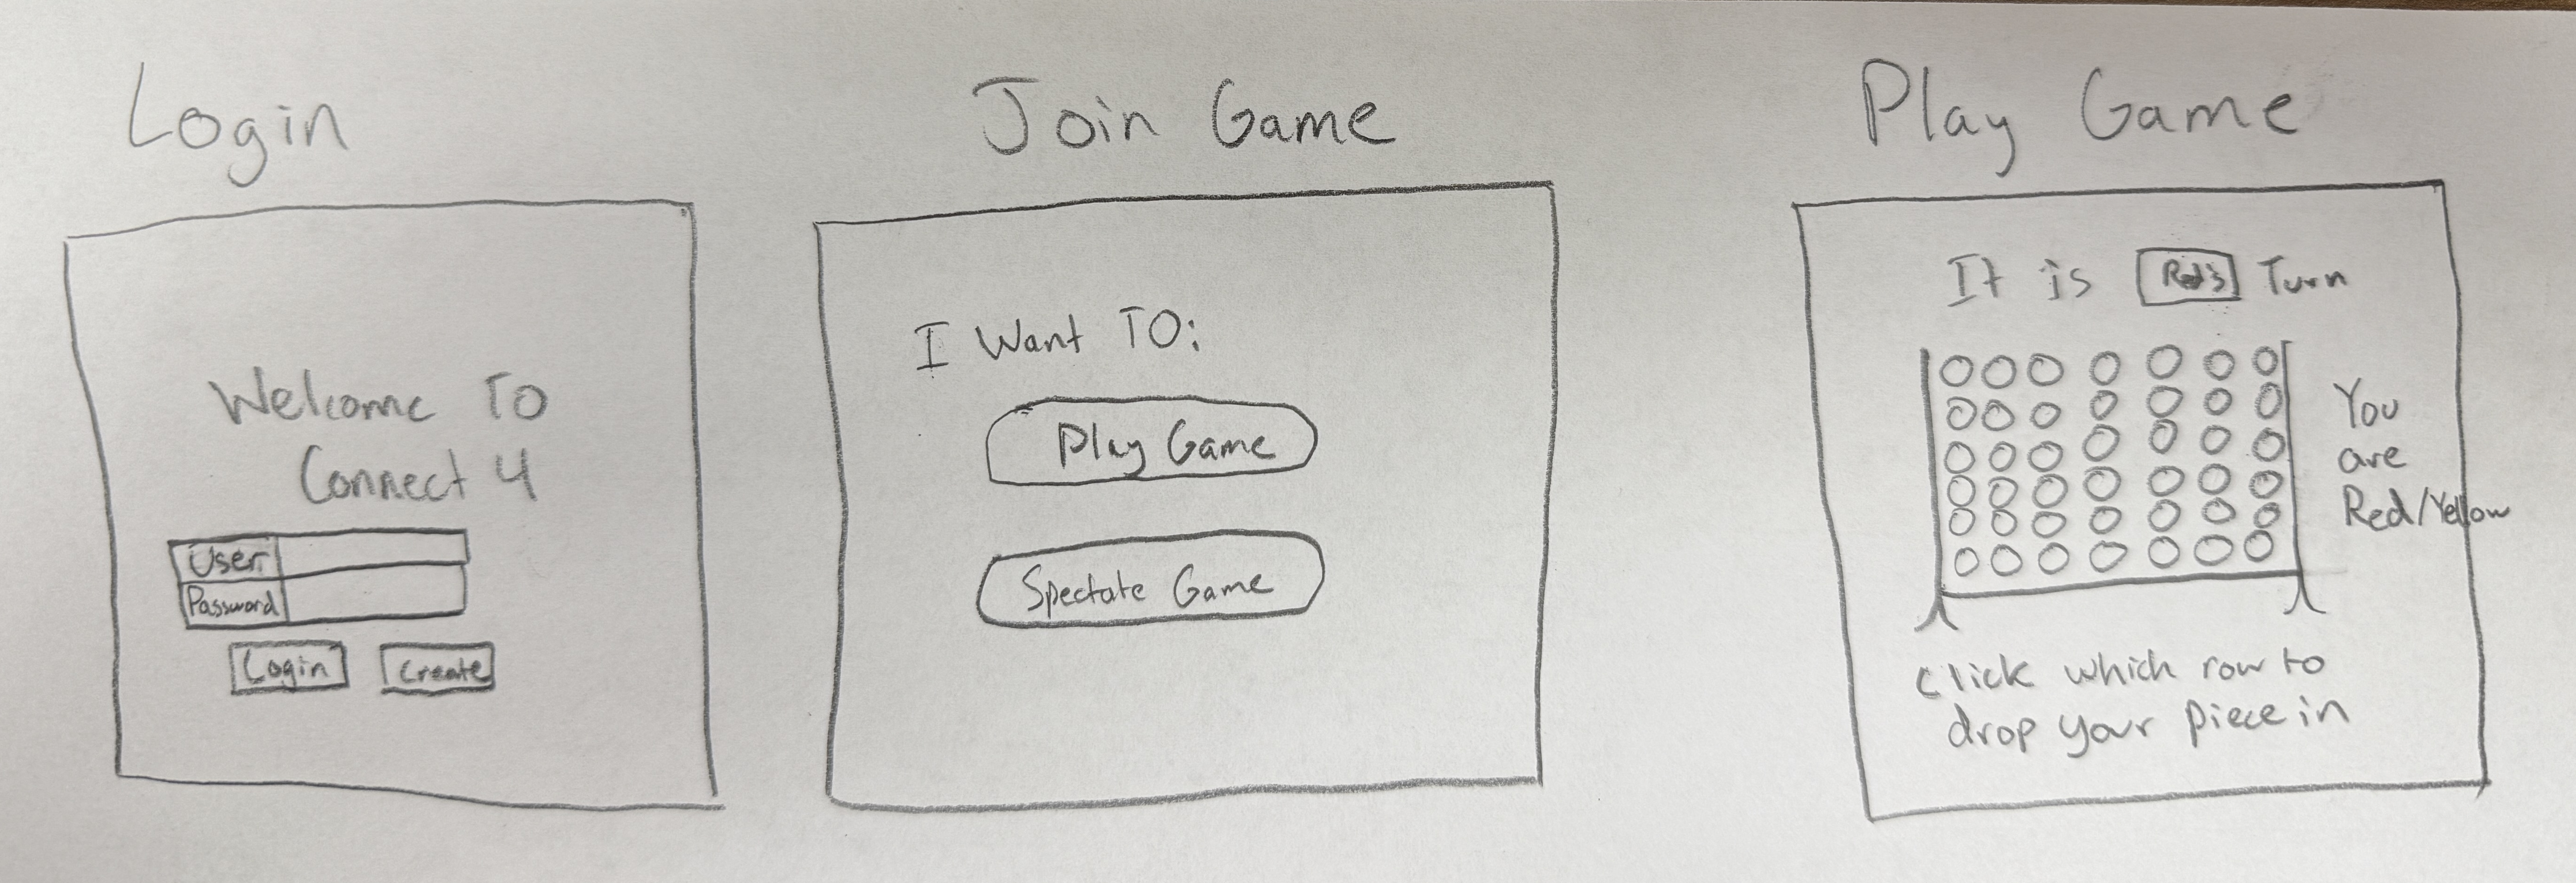 Login
Welcome To
Connect 4
User:
Password
Login Create
Join Game
I Want TO:
Play Game
Spectate Game
Play Game
It is Red's Turn
You
are
Red/Yellow
Click which row to
drop your piece in